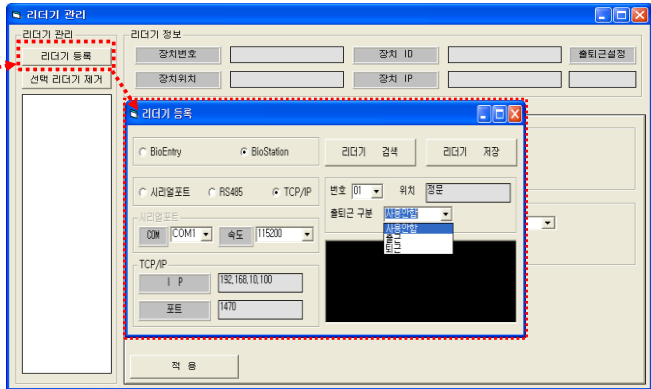 리더기 관리
리더기 관리
리더기 등록
선택 리더기 제거
리더기 정보
장치번호
장치 ID
출퇴근설정
장치위치
장치 IP
리더기 등록
BioEntry
BioStation
리더기 검색
리더기 저장
시리얼포트
RS485
TCP/IP
번호 01
위치 정문
출퇴근 구분 사용안함
사용안함
출근
퇴근
시리얼포트
COM COM1
속도 115200
TCP/IP
I P 192,168,10,100
포트 1470
적 용